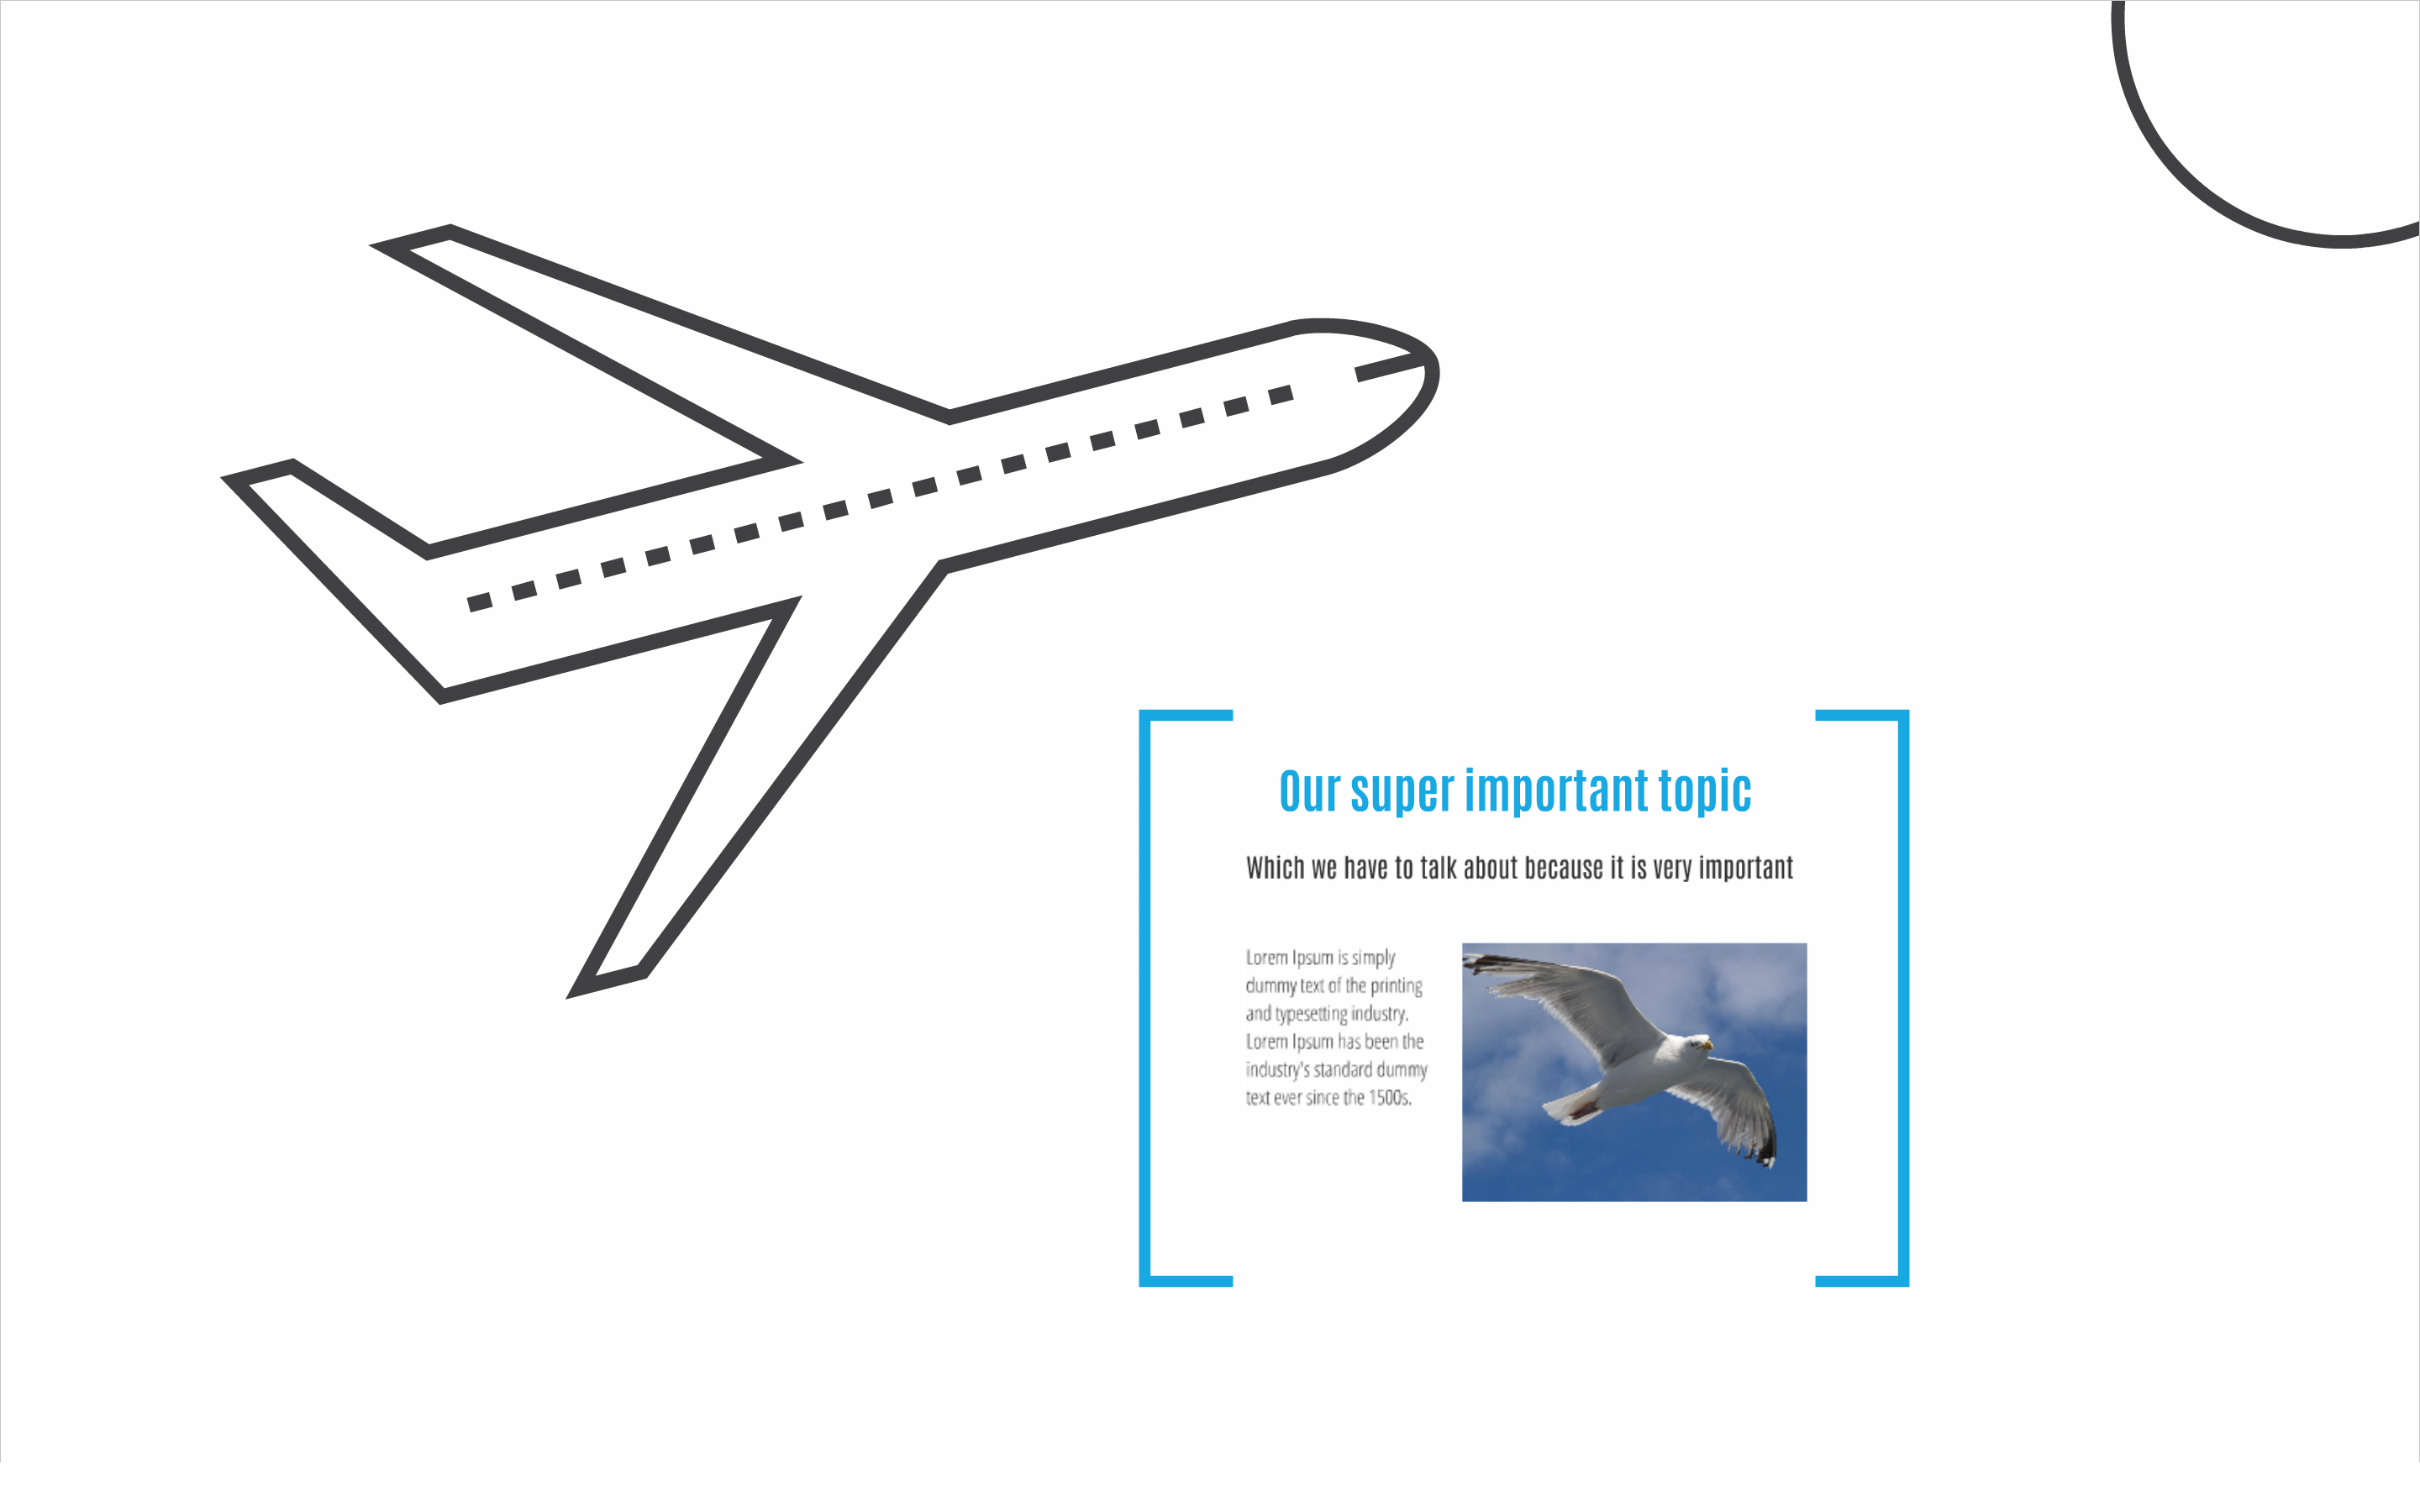 Our super important topic
Which we have to talk about because it is very important
Lorem Ipsum is simply
dummy text of the printing
and typesetting industry.
Lorem Ipsum has been the
industry's standard dummy
text ever since the 1500s.